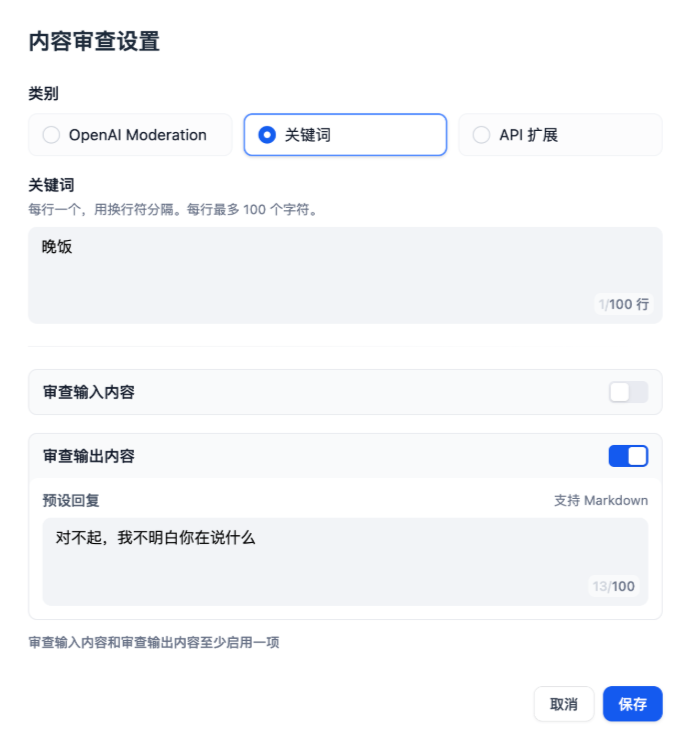 内容审查设置
类别
OpenAI Moderation
关键词
API 扩展
关键词
每行一个，用换行符分隔。每行最多 100 个字符。
晚饭
1/100 行
审查输入内容
审查输出内容
预设回复
支持 Markdown
对不起，我不明白你在说什么
13/100
审查输入内容和审查输出内容至少启用一项
取消
保存